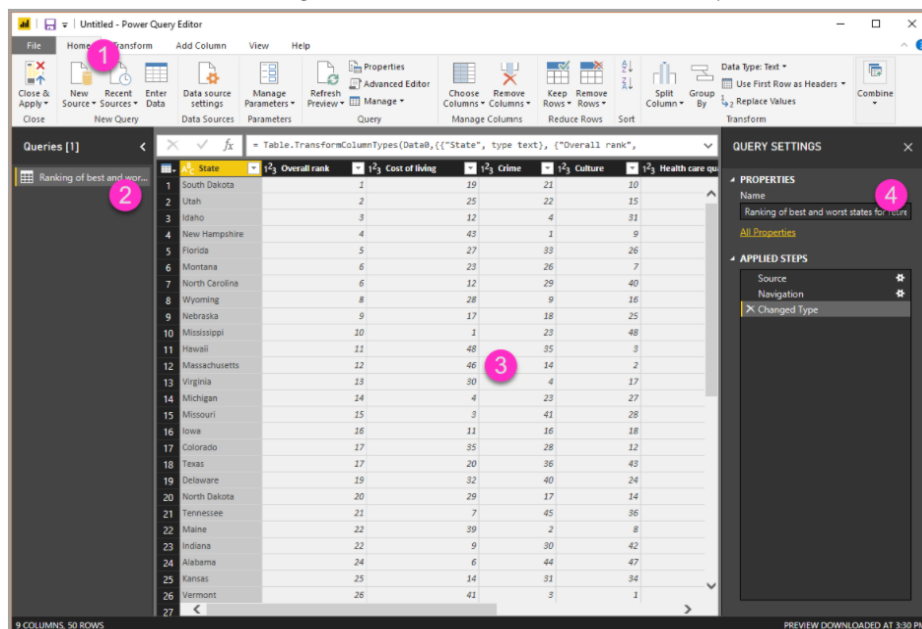 Untitled - Power Query Editor
File Home Transform Add Column View Help
1
Close & Apply
New Source
Recent Sources
Enter Data
Data source settings
Manage Parameters
Refresh Preview
Properties
Advanced Editor
Manage
Choose Columns
Remove Columns
Keep Rows
Remove Rows
Split Column
Group By
Data Type: Text
Use First Row as Headers
1 2 Replace Values
Combine
Close New Query Data Sources Parameters Query Manage Columns Reduce Rows Sort Transform
Queries [1]
Ranking of best and wor...
2
fx = Table.TransformColumnTypes(Data0,{{"State", type text}, {"Overall rank",
State Overall rank Cost of living Crime Culture Health care qu
1 South Dakota 1 19 21 10
2 Utah 2 25 22 15
3 Idaho 3 12 4 31
4 New Hampshire 4 43 1 9
5 Florida 5 27 33 26
6 Montana 6 23 26 7
7 North Carolina 6 12 29 40
8 Wyoming 8 28 9 16
9 Nebraska 9 17 18 25
10 Mississippi 10 1 23 48
11 Hawaii 11 48 35 3
12 Massachusetts 12 46 14 2
3
13 Virginia 13 30 4 17
14 Michigan 14 4 23 27
15 Missouri 15 3 41 28
16 Iowa 16 11 16 18
17 Colorado 17 35 28 12
18 Texas 17 20 36 43
19 Delaware 19 32 40 24
20 North Dakota 20 29 17 14
21 Tennessee 21 7 45 36
22 Maine 22 39 2 8
23 Indiana 22 9 30 42
24 Alabama 24 6 44 47
25 Kansas 25 14 31 34
26 Vermont 26 41 3 1
27
QUERY SETTINGS
PROPERTIES
4
Name
Ranking of best and worst states for retire
All Properties
APPLIED STEPS
Source
Navigation
Changed Type
9 COLUMNS, 50 ROWS
PREVIEW DOWNLOADED AT 3:30 PM